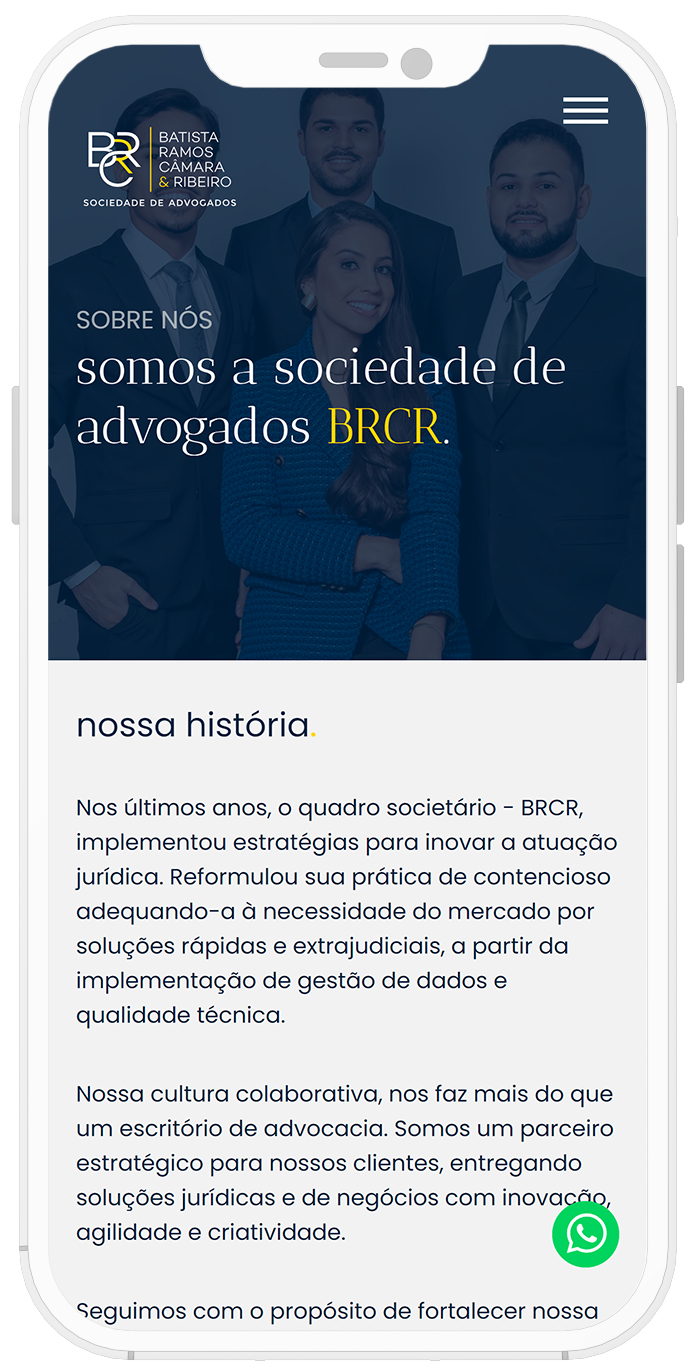 BRC
BATISTA
RAMOS
CÂMARA
& RIBEIRO
SOCIEDADE DE ADVOGADOS
SOBRE NÓS
somos a sociedade de
advogados BRCR.
nossa história.
Nos últimos anos, o quadro societário - BRCR,
implementou estratégias para inovar a atuação
jurídica. Reformulou sua prática de contencioso
adequando-a à necessidade do mercado por
soluções rápidas e extrajudiciais, a partir da
implementação de gestão de dados e
qualidade técnica.
Nossa cultura colaborativa, nos faz mais do que
um escritório de advocacia. Somos um parceiro
estratégico para nossos clientes, entregando
soluções jurídicas e de negócios com inovação,
agilidade e criatividade.
Seguimos com o propósito de fortalecer nossa